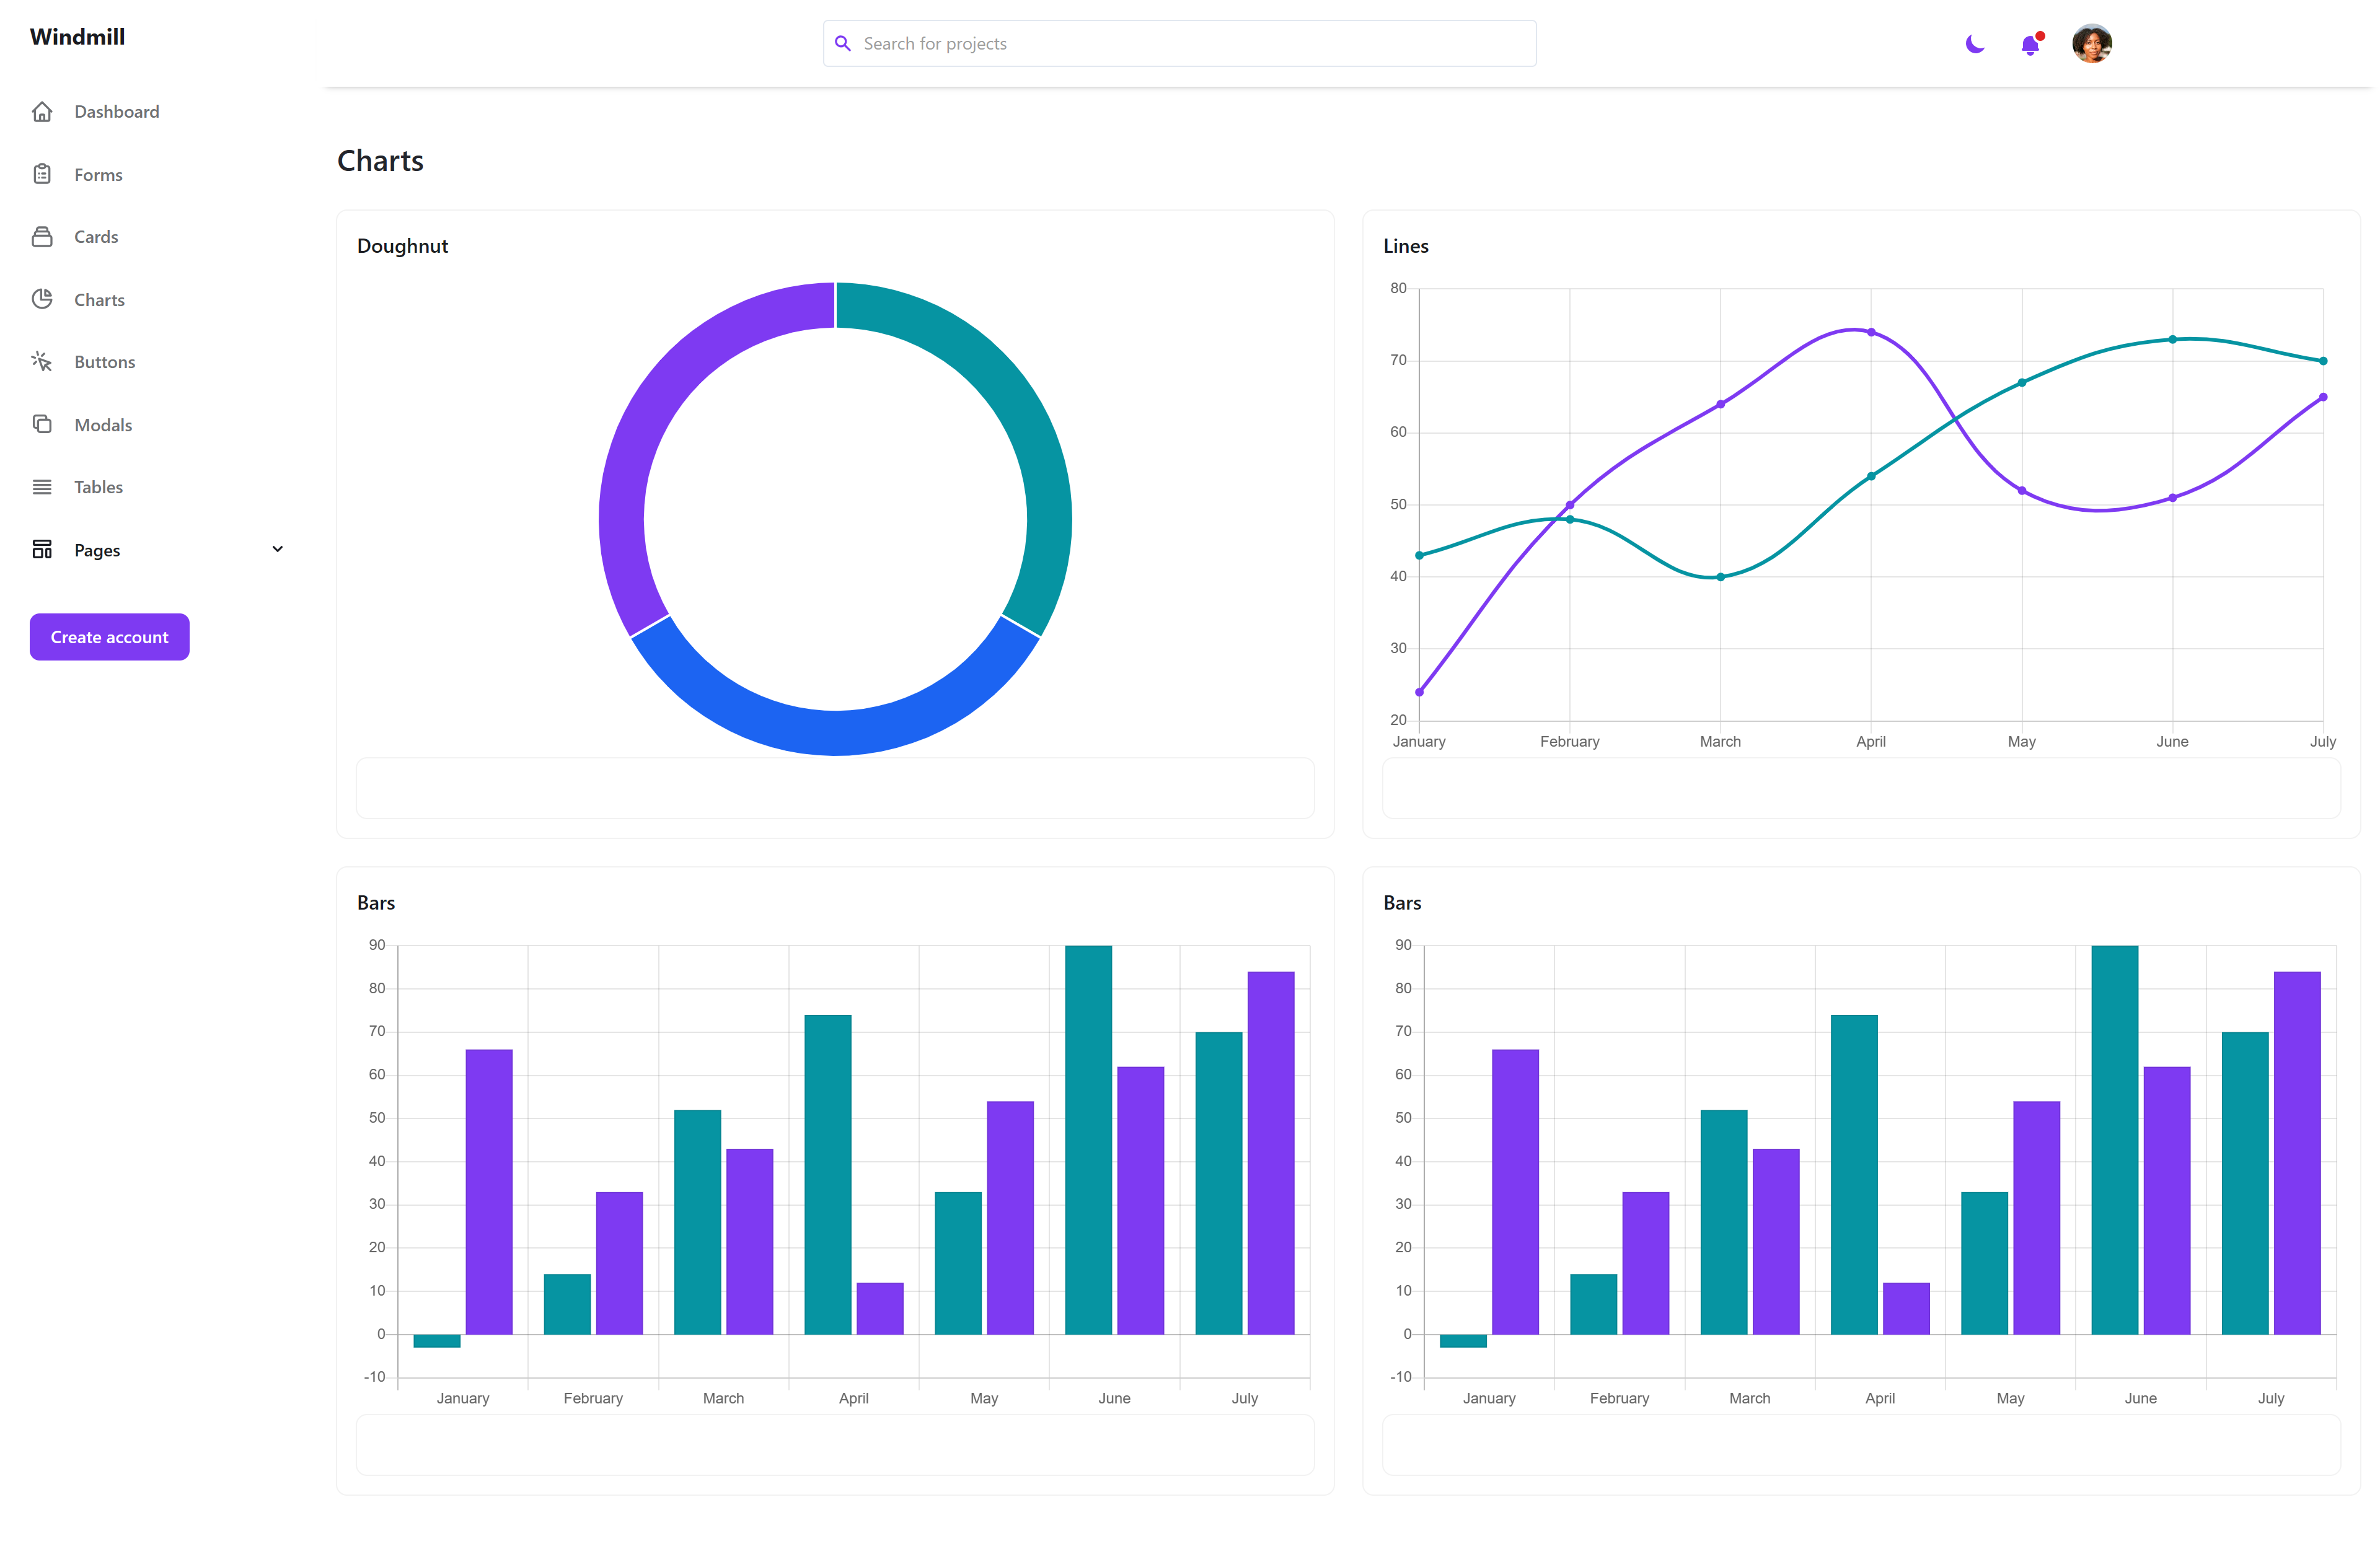 Windmill
Search for projects
Dashboard
Forms
Cards
Charts
Buttons
Modals
Tables
Pages
Create account
Charts
Doughnut
Lines
80
70
60
50
40
30
20
January February March April May June July
Bars
90
80
70
60
50
40
30
20
10
0
-10
January February March April May June July
Bars
90
80
70
60
50
40
30
20
10
0
-10
January February March April May June July